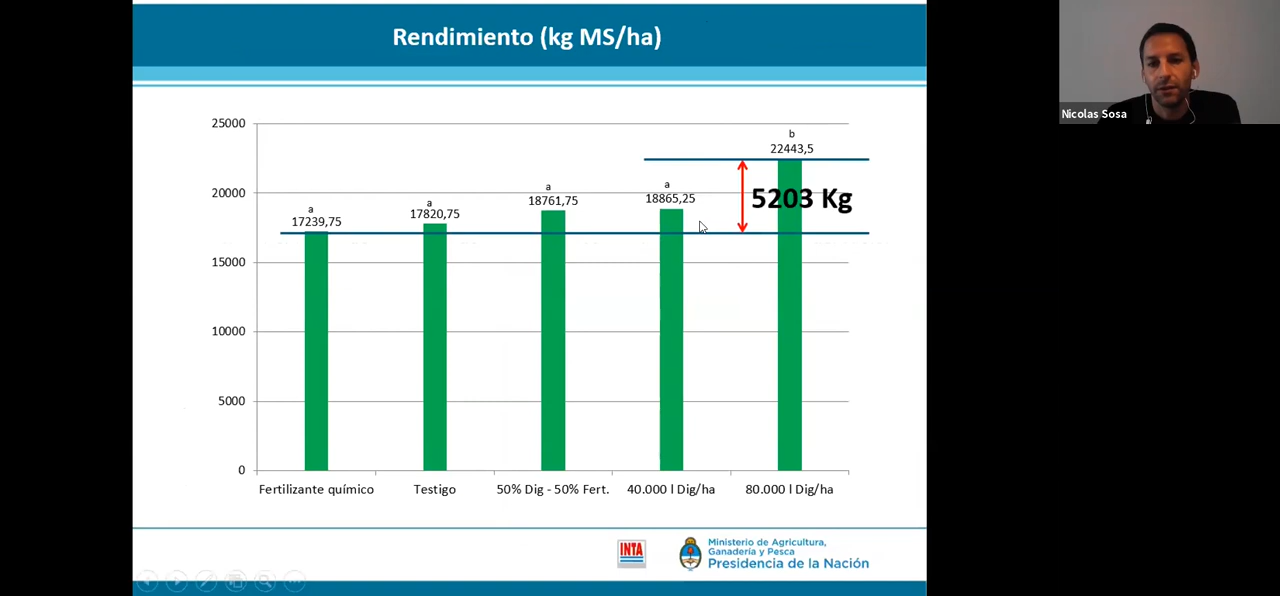 Rendimiento (kg MS/ha)
Nicolas Sosa
25000
20000
15000
10000
5000
0
a
17239,75
a
17820,75
a
18761,75
a
18865,25
b
22443,5
5203 Kg
Fertilizante químico
Testigo
50% Dig - 50% Fert.
40.000 l Dig/ha
80.000 l Dig/ha
INTA
Ministerio de Agricultura,
Ganadería y Pesca
Presidencia de la Nación